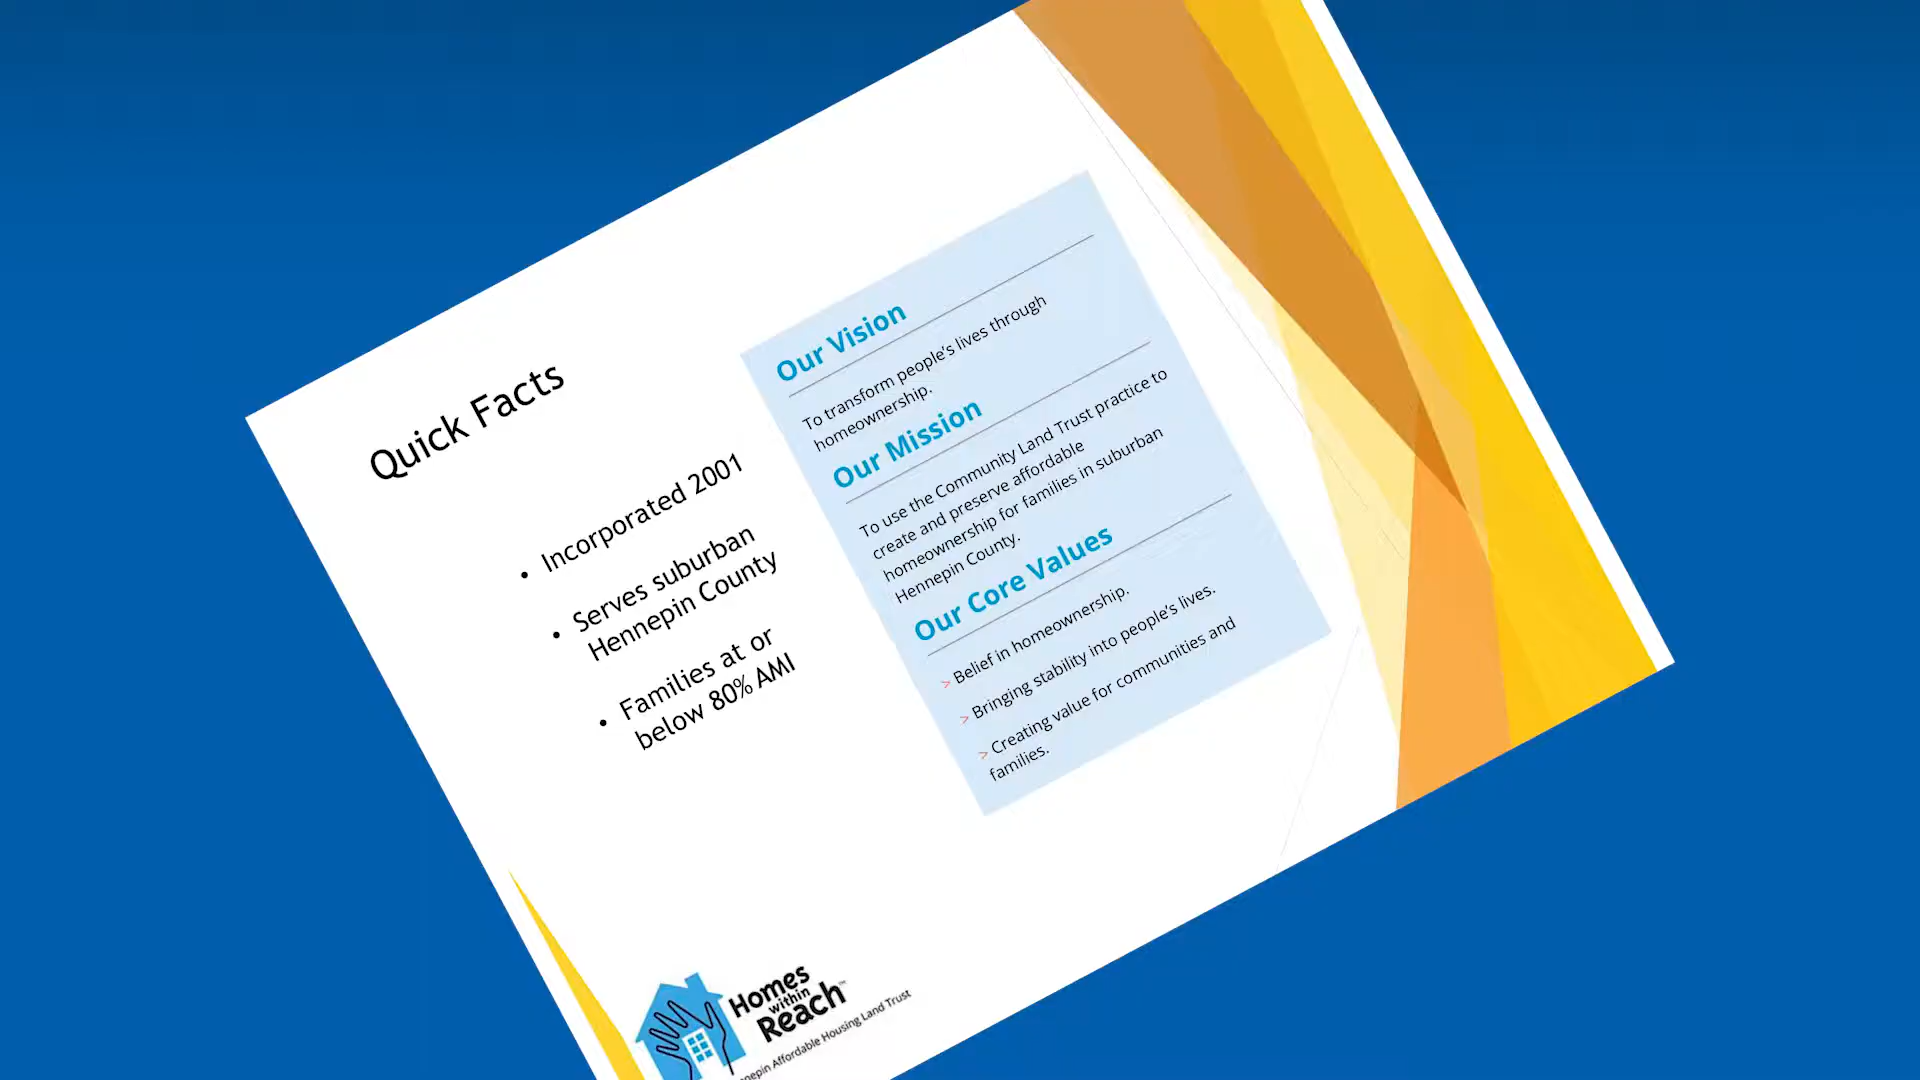 Quick Facts
• Incorporated 2001
• Serves suburban
Hennepin County
• Families at or
below 80% AMI
Our Vision
To transform people's lives through
homeownership.
Our Mission
To use the Community Land Trust practice to
create and preserve affordable
homeownership for families in suburban
Hennepin County.
Our Core Values
> Belief in homeownership.
> Bringing stability into people's lives.
> Creating value for communities and
families.
Homes
within
Reach™
Affordable Housing Land Trust